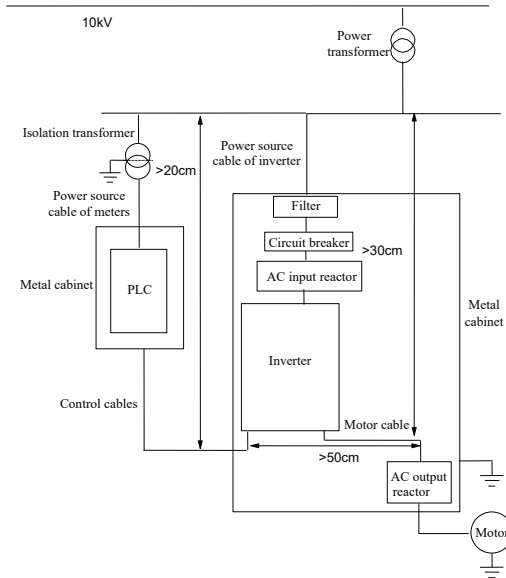 10kV
Power
transformer
Isolation transformer
>20cm
Power source
cable of inverter
Power source
cable of meters
Filter
Circuit breaker
>30cm
AC input reactor
Metal cabinet
PLC
Metal
cabinet
Inverter
Control cables
Motor cable
>50cm
AC output
reactor
Motor